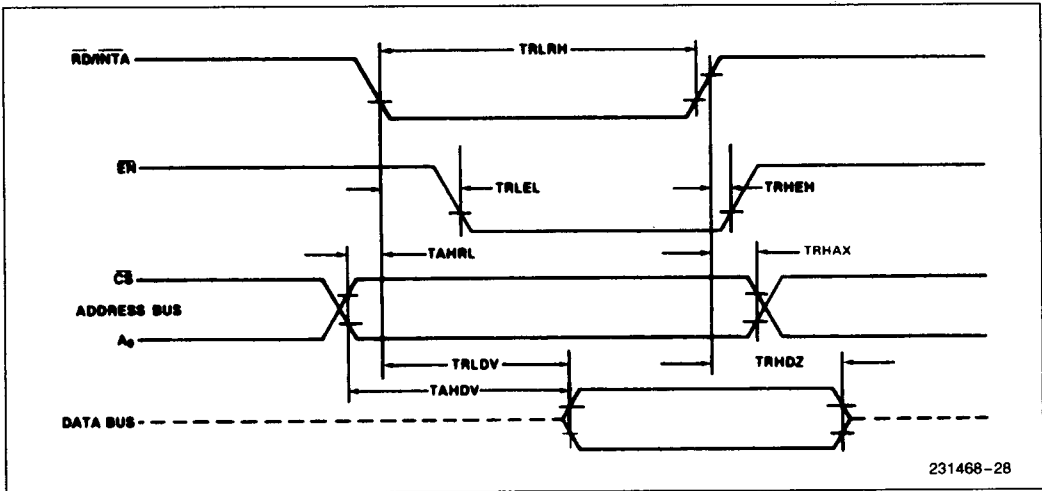 TRLRH
RD/INTA
EN
TRLEL
TRHEH
TAHRL
TRHAX
CS
ADDRESS BUS
A₀
TRLDV
TRHDZ
TAHDV
DATA BUS
231468–28